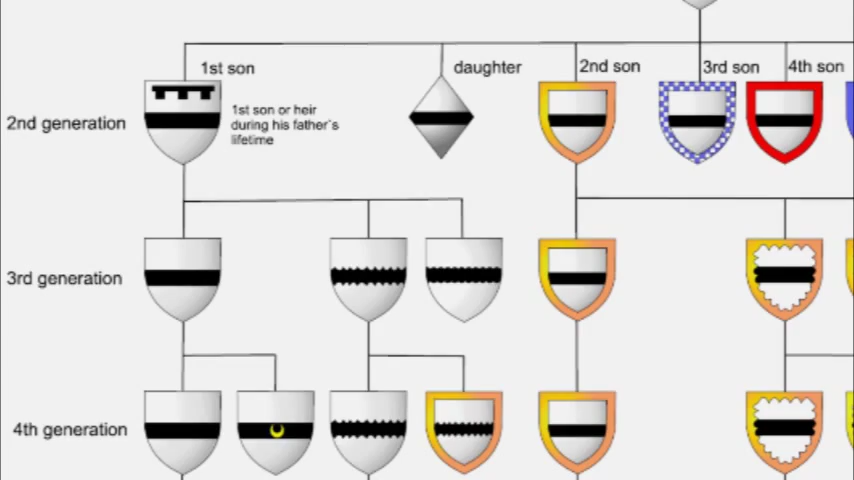 1st son
daughter
2nd son
3rd son
4th son
2nd generation
1st son or heir
during his father`s
lifetime
3rd generation
4th generation